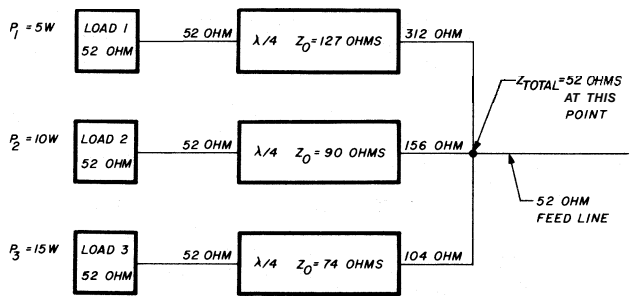 P₁ = 5W
LOAD 1
52 OHM
52 OHM
λ/4 Z₀ = 127 OHMS
312 OHM
Z_TOTAL = 52 OHMS
AT THIS
POINT
P₂ = 10W
LOAD 2
52 OHM
52 OHM
λ/4 Z₀ = 90 OHMS
156 OHM
52 OHM
FEED LINE
P₃ = 15W
LOAD 3
52 OHM
52 OHM
λ/4 Z₀ = 74 OHMS
104 OHM